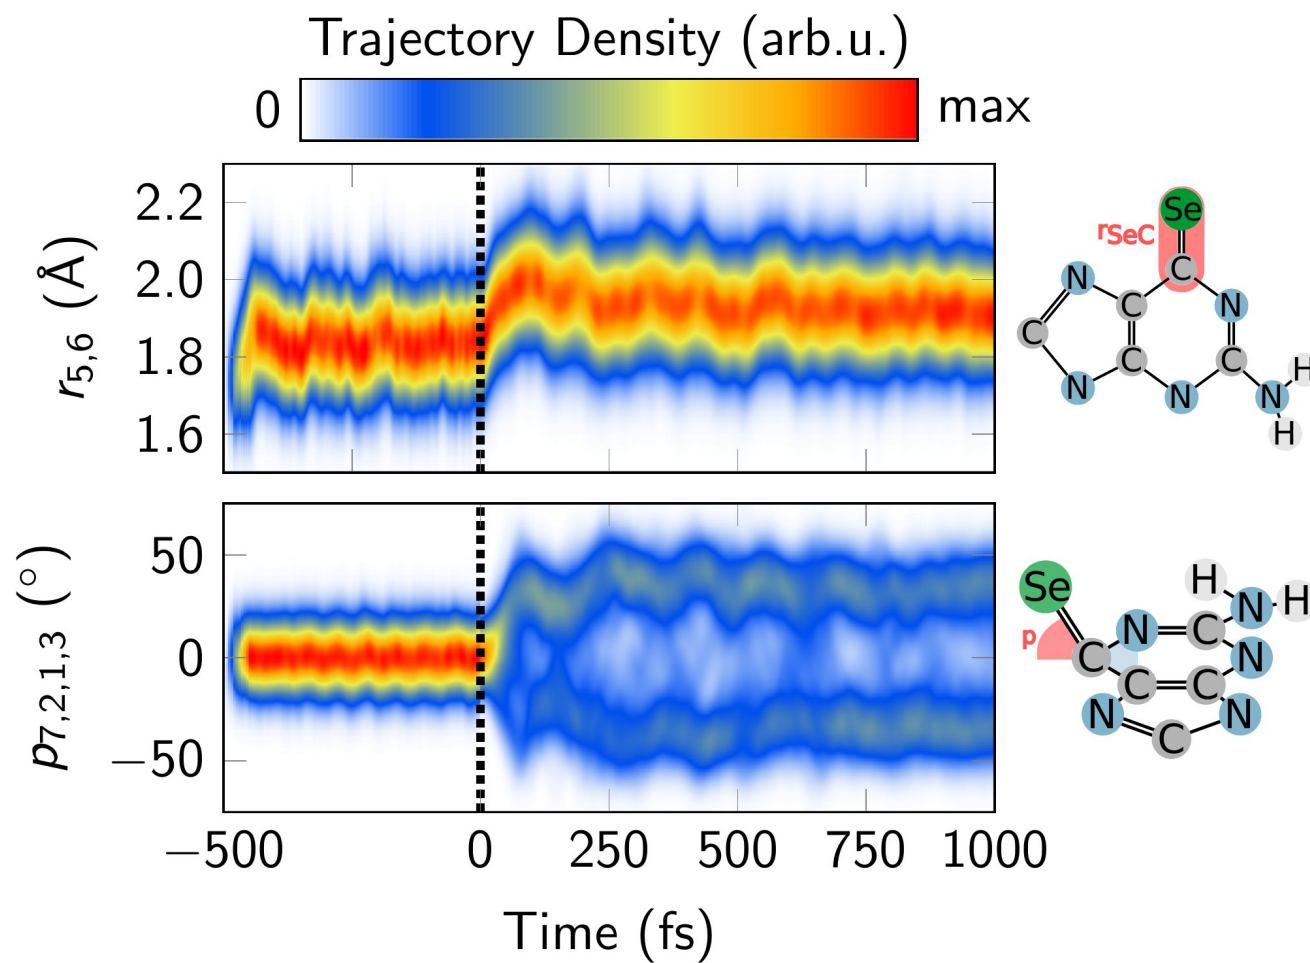 Trajectory Density (arb.u.)
0 max
r5,6 (Å)
2.2
2.0
1.8
1.6
Se
rSeC
C
N
C
N
C
C
C
N
N
N
H
H
p7,2,1,3 (°)
50
0
−50
Se
p
C
N
C
N
H
H
N
C
C
N
N
C
−500 0 250 500 750 1000
Time (fs)